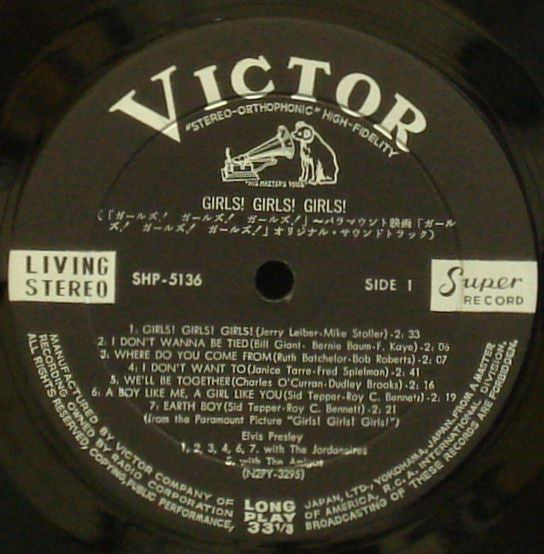 VICTOR
"STEREO-ORTHOPHONIC" HIGH-FIDELITY
"HIS MASTER'S VOICE"
GIRLS! GIRLS! GIRLS!
(「ガールズ! ガールズ! ガールズ!」〜パラマウント映画「ガール
ズ! ガールズ! ガールズ!」オリジナル・サウンドトラック)
LIVING
STEREO
SHP-5136
SIDE 1
Super
RECORD
1: GIRLS! GIRLS! GIRLS! (Jerry Leiber-Mike Stoller)-2: 33
2: I DON'T WANNA BE TIED (Bill Giant- Bernie Baum-F. Kaye)-2: 06
3: WHERE DO YOU COME FROM (Ruth Batchelor-Bob Roberts)-2: 07
4: I DON'T WANT TO (Janice Tarre-Fred Spielman)-2: 41
5: WE'LL BE TOGETHER (Charles O'Curran-Dudley Brooks)-2: 16
6: A BOY LIKE ME, A GIRL LIKE YOU (Sid Tepper-Roy C. Bennett)-2: 19
7: EARTH BOY (Sid Tepper-Roy C. Bennett)-2: 21
(from the Paramount Picture "Girls! Girls! Girls!")
Elvis Presley
1, 2, 3, 4, 6, 7. with The Jordanaires
5. with The Amigos
(N2PY-3295)
MANUFACTURED BY VICTOR COMPANY OF JAPAN, LTD., YOKOHAMA, JAPAN, FROM A MASTER
RECORDING OWNED BY RADIO CORPORATION OF AMERICA, R.C.A. INTERNATIONAL DIVISION.
ALL RIGHTS RESERVED, COPYING, PUBLIC PERFORMANCE, BROADCASTING OF THESE RECORDS ARE FORBIDDEN.
LONG
PLAY
33 1/3